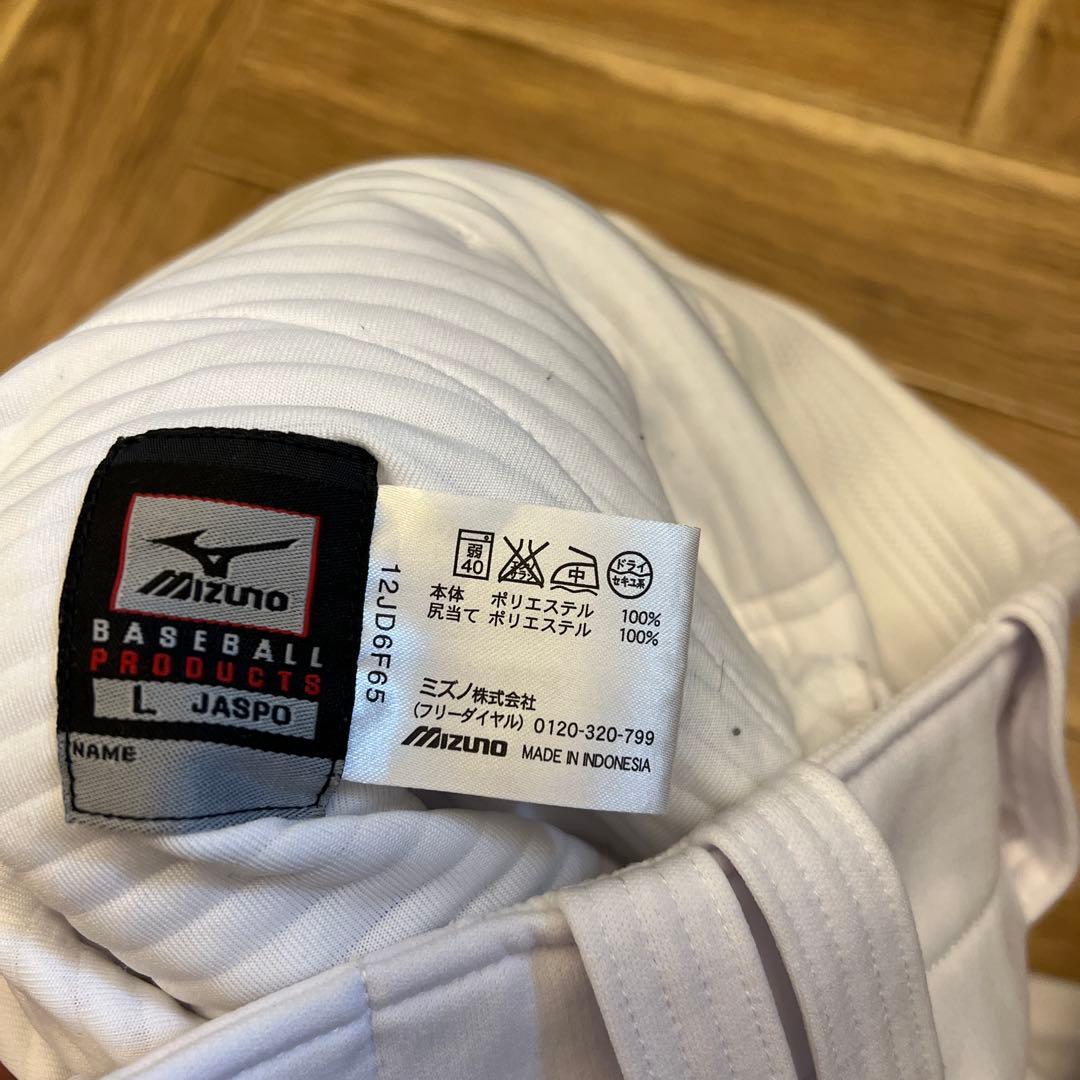 MIZUNO
BASEBALL
PRODUCTS
L JASPO
NAME
12JD6F65
弱
40
中
ドライ
セキユ系
本体 ポリエステル 100%
尻当て ポリエステル 100%
ミズノ株式会社
(フリーダイヤル) 0120-320-799
MIZUNO MADE IN INDONESIA